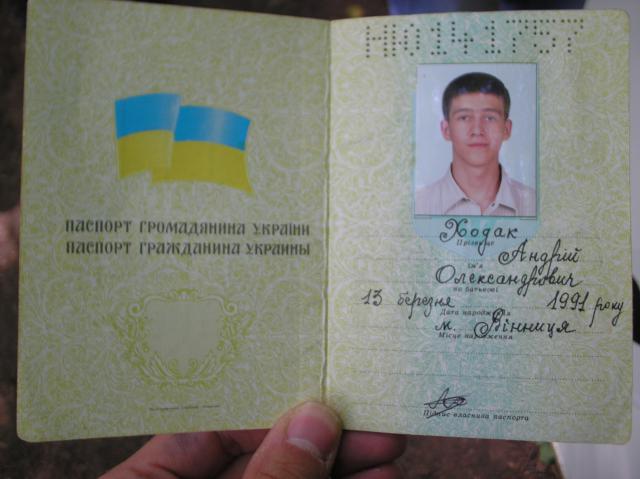 ПАСПОРТ ГРОМАДЯНИНА УКРАЇНИ
ПАСПОРТ ГРАЖДАНИНА УКРАИНЫ
НЮ141757
Ходак
Прізвище
Андрій
Ім'я
Олександрович
по батькові
13 березня 1991 року
Дата народження
м. Вінниця
Місце народження
Підпис власника паспорта